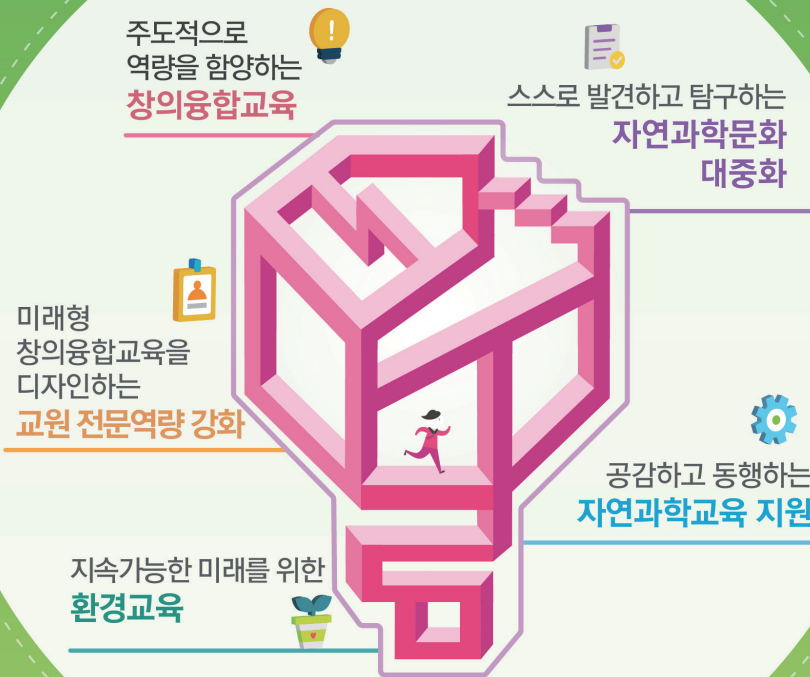 주도적으로
역량을 함양하는
창의융합교육
스스로 발견하고 탐구하는
자연과학문화
대중화
미래형
창의융합교육을
디자인하는
교원 전문역량 강화
공감하고 동행하는
자연과학교육 지원
지속가능한 미래를 위한
환경교육